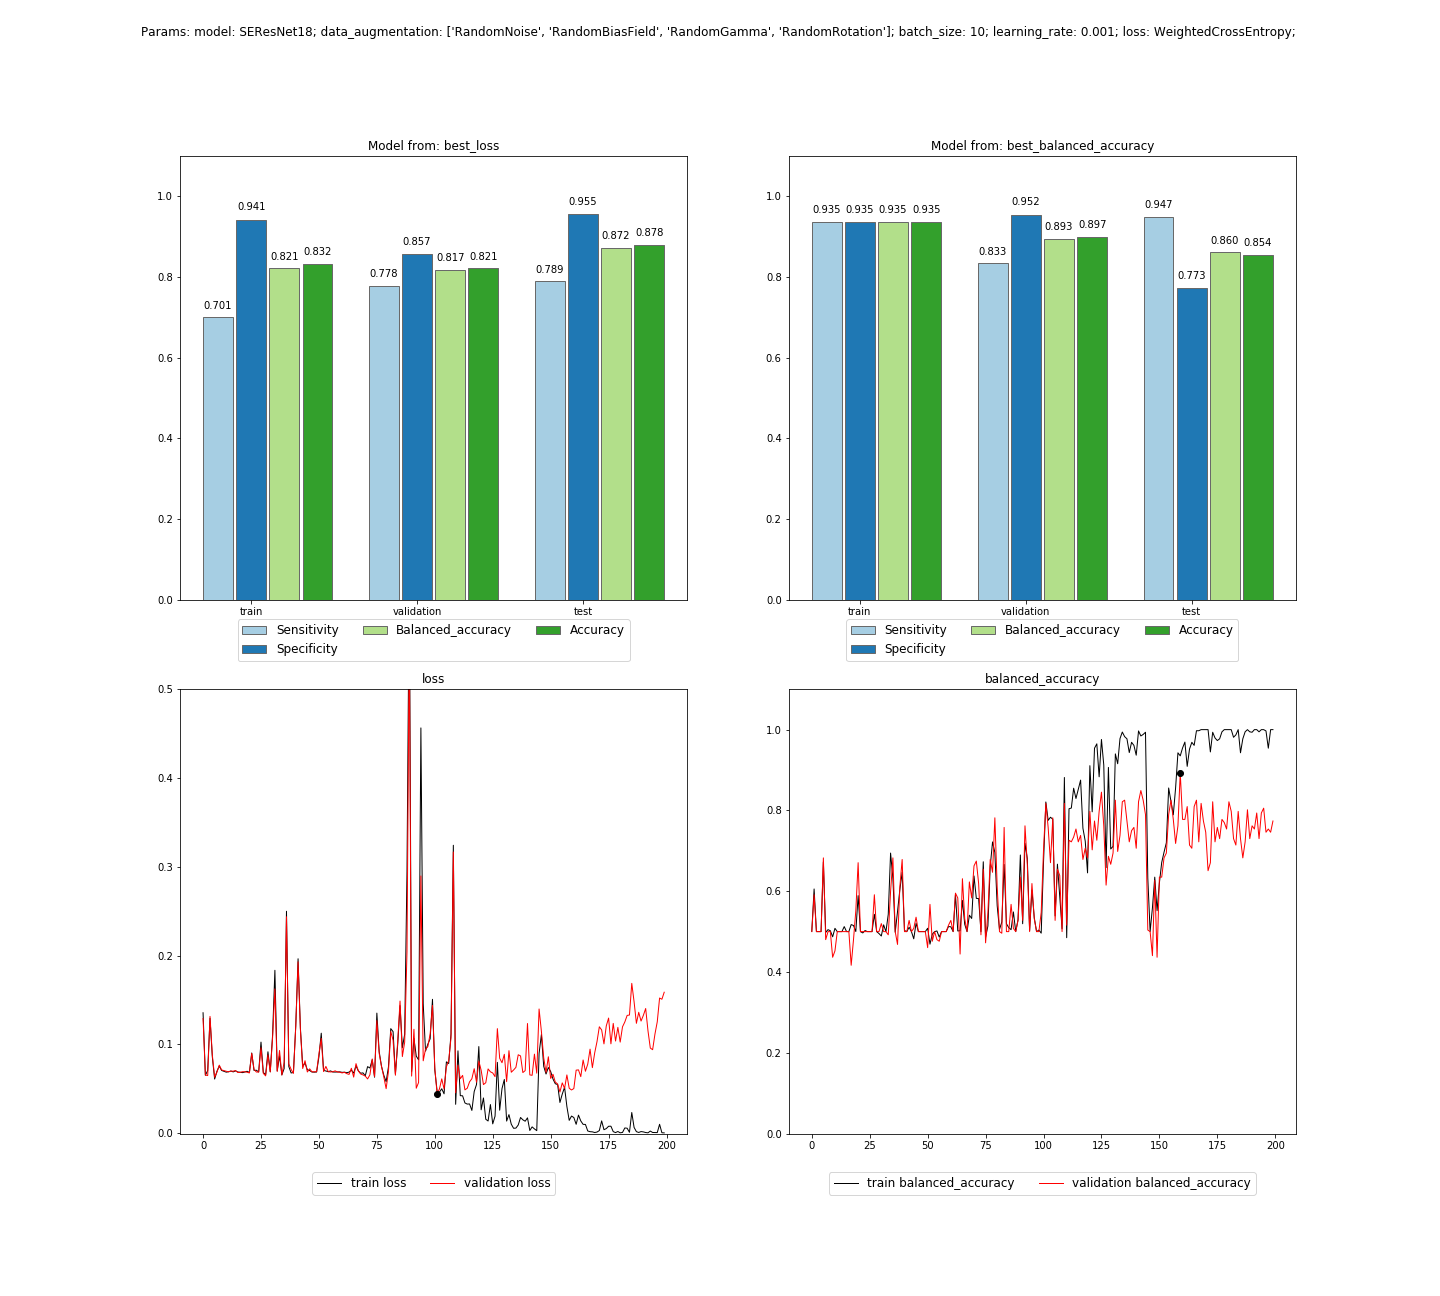 Params: model: SEResNet18; data_augmentation: ['RandomNoise', 'RandomBiasField', 'RandomGamma', 'RandomRotation']; batch_size: 10; learning_rate: 0.001; loss: WeightedCrossEntropy;
Model from: best_loss
1.0
0.8
0.6
0.4
0.2
0.0
0.701
0.941
0.821
0.832
0.778
0.857
0.817
0.821
0.789
0.955
0.872
0.878
train
validation
test
Sensitivity
Balanced_accuracy
Accuracy
Specificity
Model from: best_balanced_accuracy
1.0
0.8
0.6
0.4
0.2
0.0
0.935
0.935
0.935
0.935
0.833
0.952
0.893
0.897
0.947
0.773
0.860
0.854
train
validation
test
Sensitivity
Balanced_accuracy
Accuracy
Specificity
loss
0.5
0.4
0.3
0.2
0.1
0.0
0
25
50
75
100
125
150
175
200
train loss
validation loss
balanced_accuracy
1.0
0.8
0.6
0.4
0.2
0.0
0
25
50
75
100
125
150
175
200
train balanced_accuracy
validation balanced_accuracy